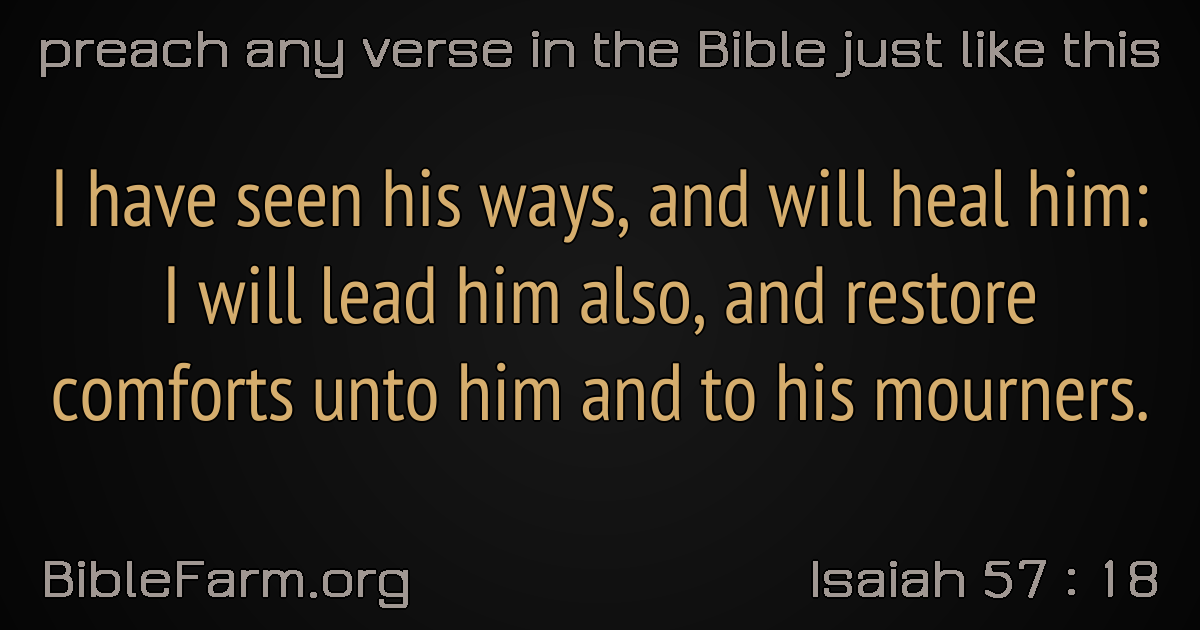 preach any verse in the Bible just like this
I have seen his ways, and will heal him:
I will lead him also, and restore
comforts unto him and to his mourners.
BibleFarm.org
Isaiah 57 : 18